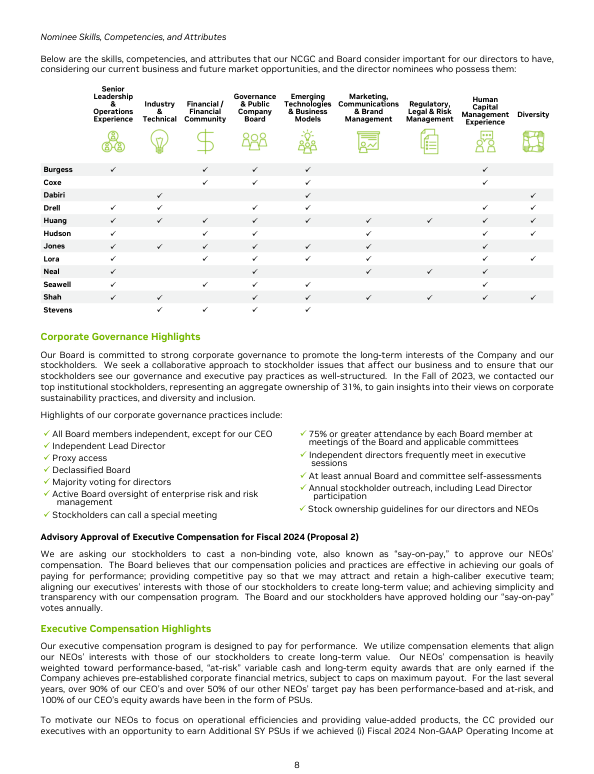 Nominee Skills, Competencies, and Attributes
Below are the skills, competencies, and attributes that our NCGC and Board consider important for our directors to have,
considering our current business and future market opportunities, and the director nominees who possess them:
Senior Leadership & Operations Experience
Industry & Technical
Financial / Financial Community
Governance & Public Company Board
Emerging Technologies & Business Models
Marketing, Communications & Brand Management
Regulatory, Legal & Risk Management
Human Capital Management Experience
Diversity
Burgess ✓ ✓ ✓ ✓ ✓
Coxe ✓ ✓ ✓ ✓
Dabiri ✓ ✓ ✓
Drell ✓ ✓ ✓ ✓ ✓ ✓
Huang ✓ ✓ ✓ ✓ ✓ ✓ ✓ ✓ ✓
Hudson ✓ ✓ ✓ ✓ ✓ ✓
Jones ✓ ✓ ✓ ✓ ✓ ✓ ✓
Lora ✓ ✓ ✓ ✓ ✓ ✓ ✓
Neal ✓ ✓ ✓ ✓ ✓
Seawell ✓ ✓ ✓ ✓ ✓
Shah ✓ ✓ ✓ ✓ ✓ ✓ ✓ ✓
Stevens ✓ ✓ ✓ ✓
Corporate Governance Highlights
Our Board is committed to strong corporate governance to promote the long-term interests of the Company and our
stockholders. We seek a collaborative approach to stockholder issues that affect our business and to ensure that our
stockholders see our governance and executive pay practices as well-structured. In the Fall of 2023, we contacted our
top institutional stockholders, representing an aggregate ownership of 31%, to gain insights into their views on corporate
sustainability practices, and diversity and inclusion.
Highlights of our corporate governance practices include:
✓ All Board members independent, except for our CEO
✓ Independent Lead Director
✓ Proxy access
✓ Declassified Board
✓ Majority voting for directors
✓ Active Board oversight of enterprise risk and risk
management
✓ Stockholders can call a special meeting
✓ 75% or greater attendance by each Board member at
meetings of the Board and applicable committees
✓ Independent directors frequently meet in executive
sessions
✓ At least annual Board and committee self-assessments
✓ Annual stockholder outreach, including Lead Director
participation
✓ Stock ownership guidelines for our directors and NEOs
Advisory Approval of Executive Compensation for Fiscal 2024 (Proposal 2)
We are asking our stockholders to cast a non-binding vote, also known as “say-on-pay,” to approve our NEOs’
compensation. The Board believes that our compensation policies and practices are effective in achieving our goals of
paying for performance; providing competitive pay so that we may attract and retain a high-caliber executive team;
aligning our executives’ interests with those of our stockholders to create long-term value; and achieving simplicity and
transparency with our compensation program. The Board and our stockholders have approved holding our “say-on-pay”
votes annually.
Executive Compensation Highlights
Our executive compensation program is designed to pay for performance. We utilize compensation elements that align
our NEOs’ interests with those of our stockholders to create long-term value. Our NEOs’ compensation is heavily
weighted toward performance-based, “at-risk” variable cash and long-term equity awards that are only earned if the
Company achieves pre-established corporate financial metrics, subject to caps on maximum payout. For the last several
years, over 90% of our CEO’s and over 50% of our other NEOs’ target pay has been performance-based and at-risk, and
100% of our CEO’s equity awards have been in the form of PSUs.
To motivate our NEOs to focus on operational efficiencies and providing value-added products, the CC provided our
executives with an opportunity to earn Additional SY PSUs if we achieved (i) Fiscal 2024 Non-GAAP Operating Income at
8